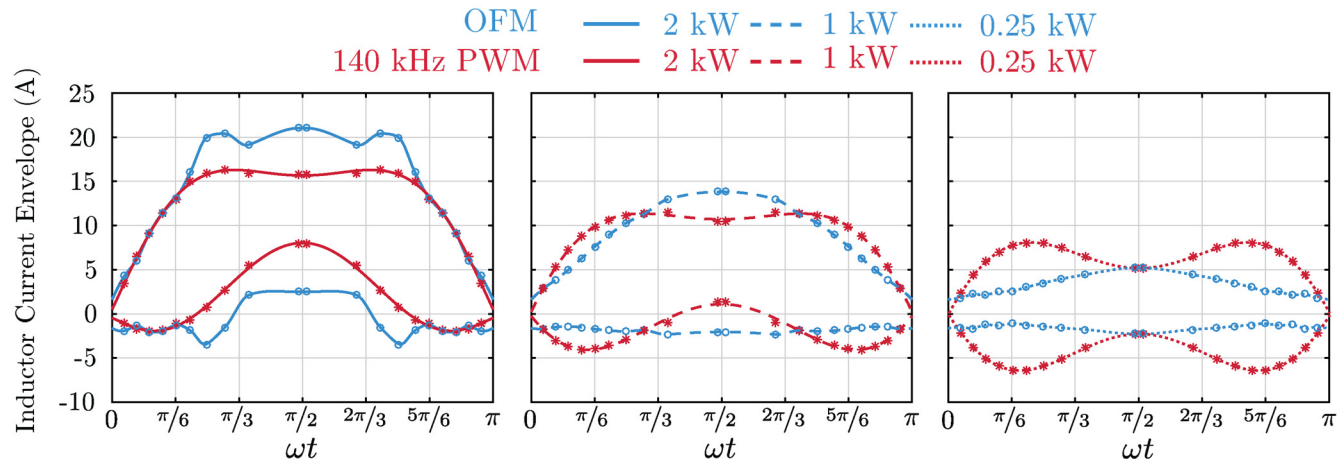 OFM 2 kW 1 kW 0.25 kW
140 kHz PWM 2 kW 1 kW 0.25 kW
Inductor Current Envelope (A)
25
20
15
10
5
0
-5
-10
0 π/6 π/3 π/2 2π/3 5π/6 π
ωt
0 π/6 π/3 π/2 2π/3 5π/6 π
ωt
0 π/6 π/3 π/2 2π/3 5π/6 π
ωt